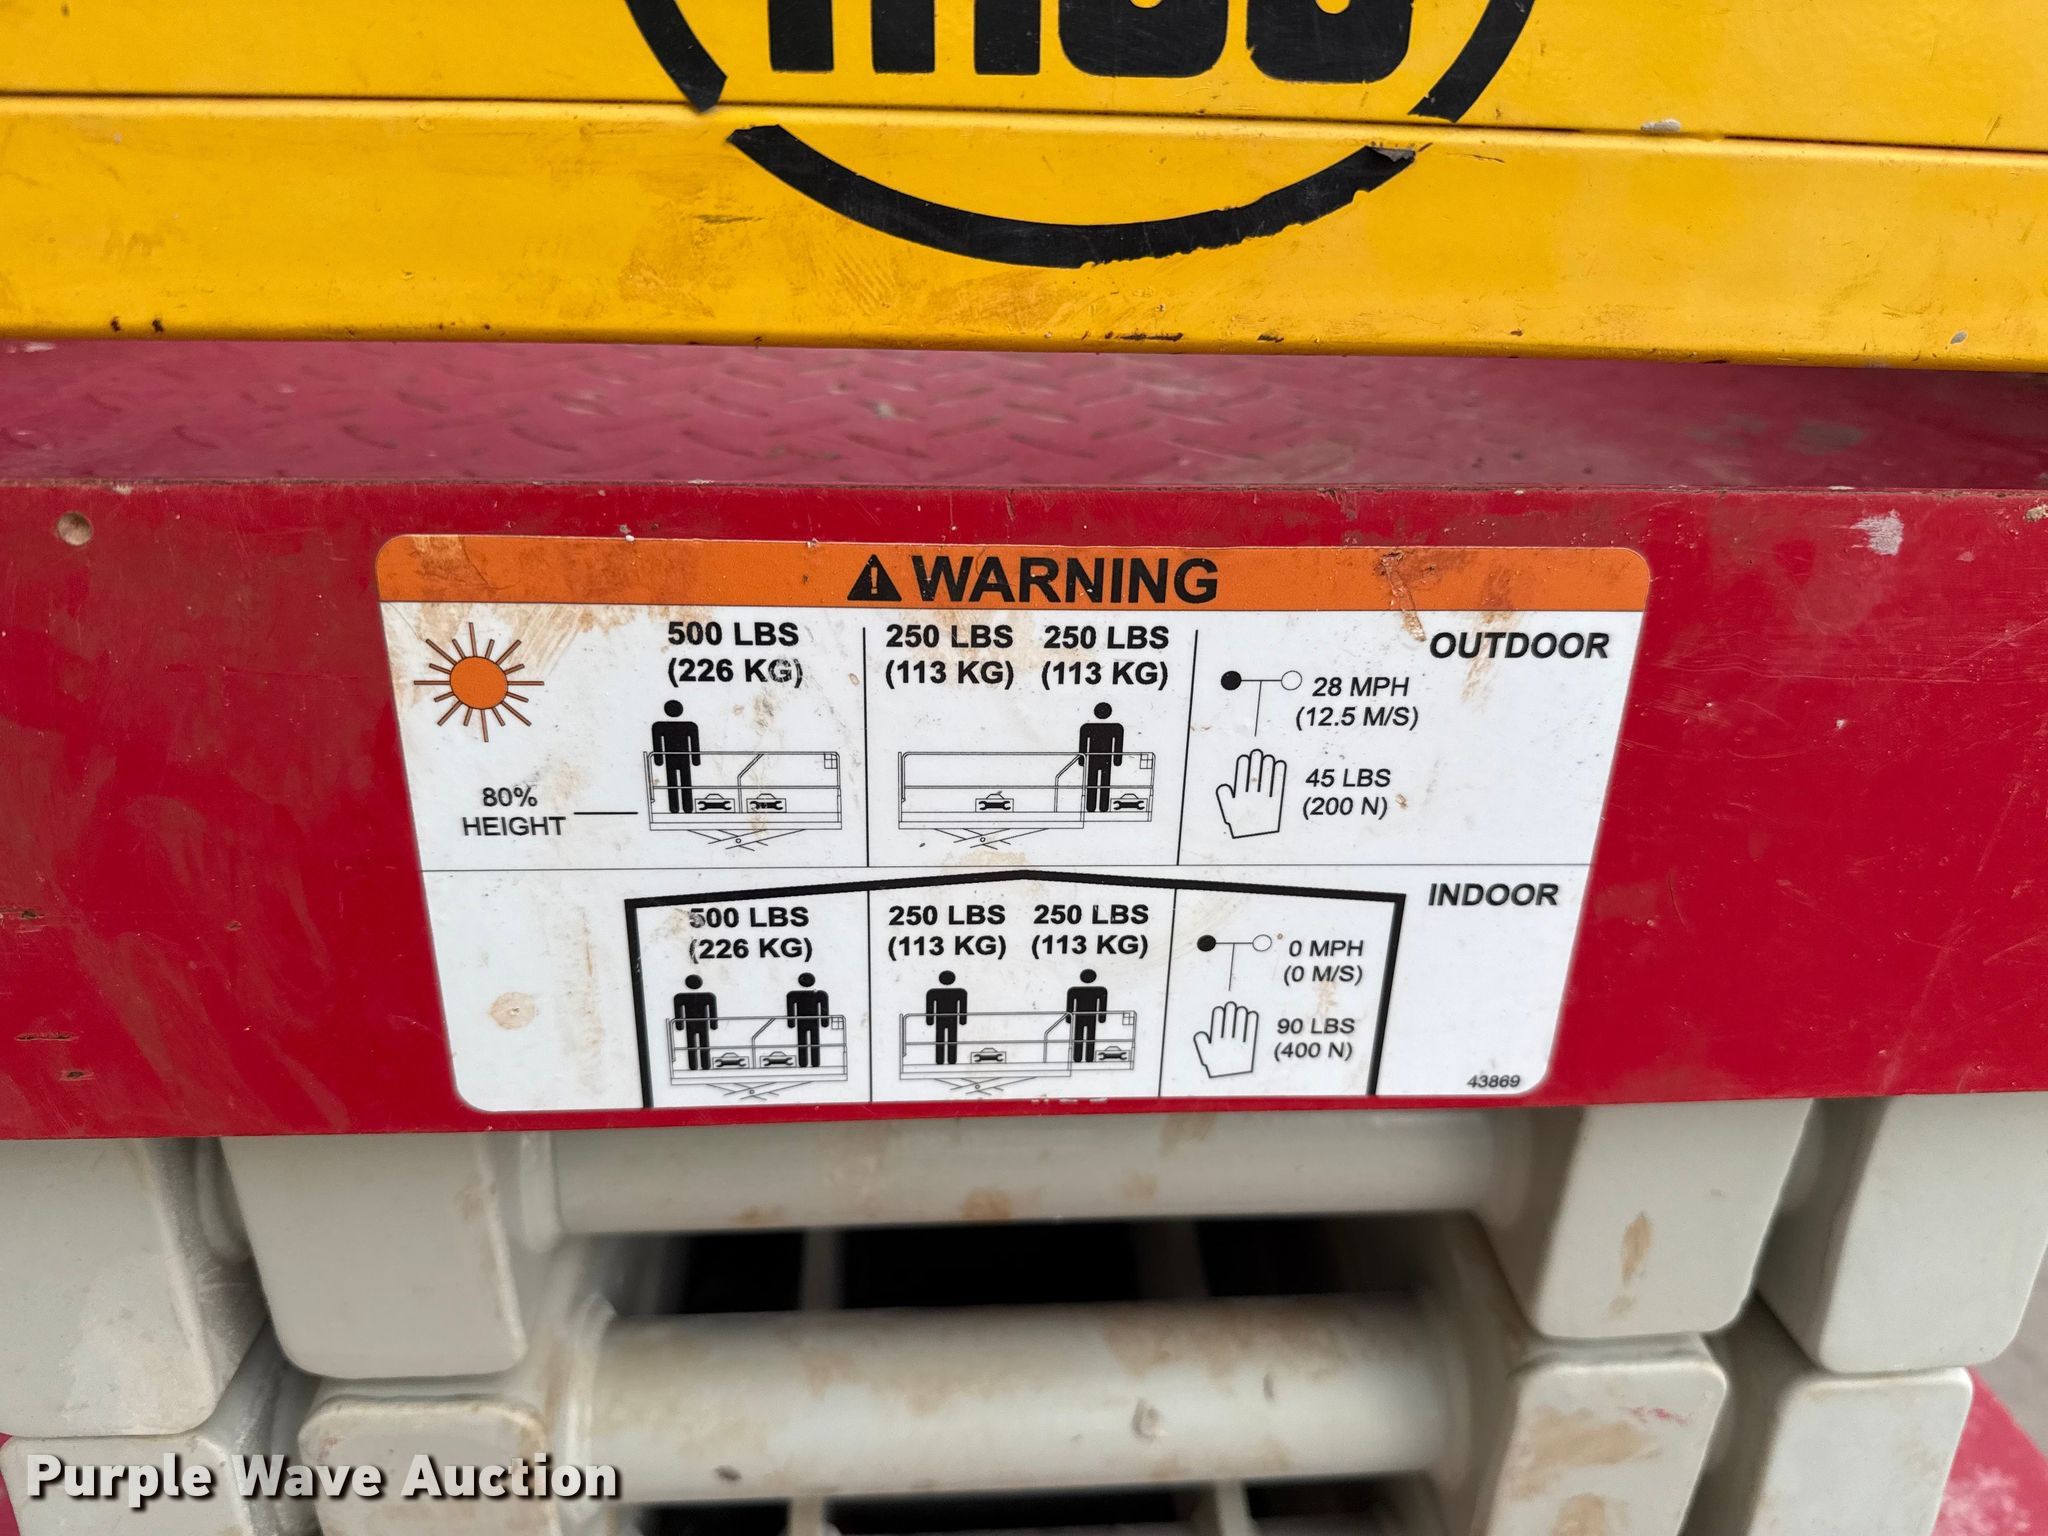 WARNING
OUTDOOR
500 LBS
(226 KG)
250 LBS
(113 KG)
250 LBS
(113 KG)
28 MPH
(12.5 M/S)
45 LBS
(200 N)
80%
HEIGHT
INDOOR
500 LBS
(226 KG)
250 LBS
(113 KG)
250 LBS
(113 KG)
0 MPH
(0 M/S)
90 LBS
(400 N)
43869
Purple Wave Auction